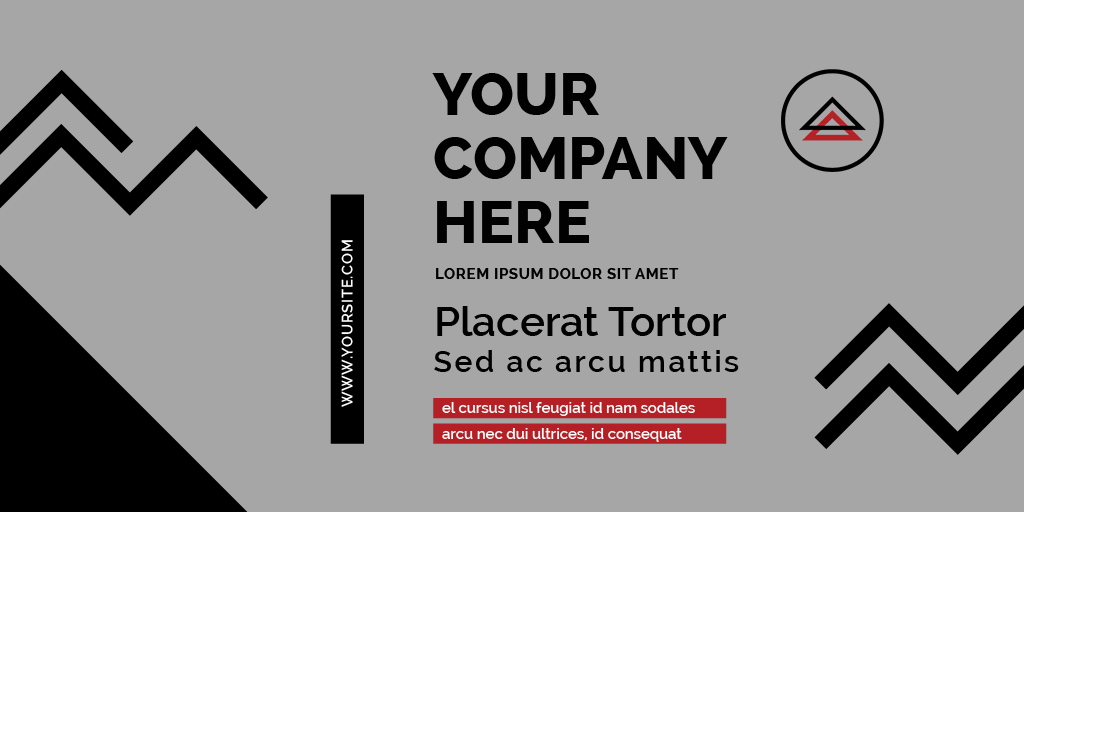 YOUR
COMPANY
HERE
LOREM IPSUM DOLOR SIT AMET
Placerat Tortor
Sed ac arcu mattis
el cursus nisl feugiat id nam sodales
arcu nec dui ultrices, id consequat
WWW.YOURSITE.COM